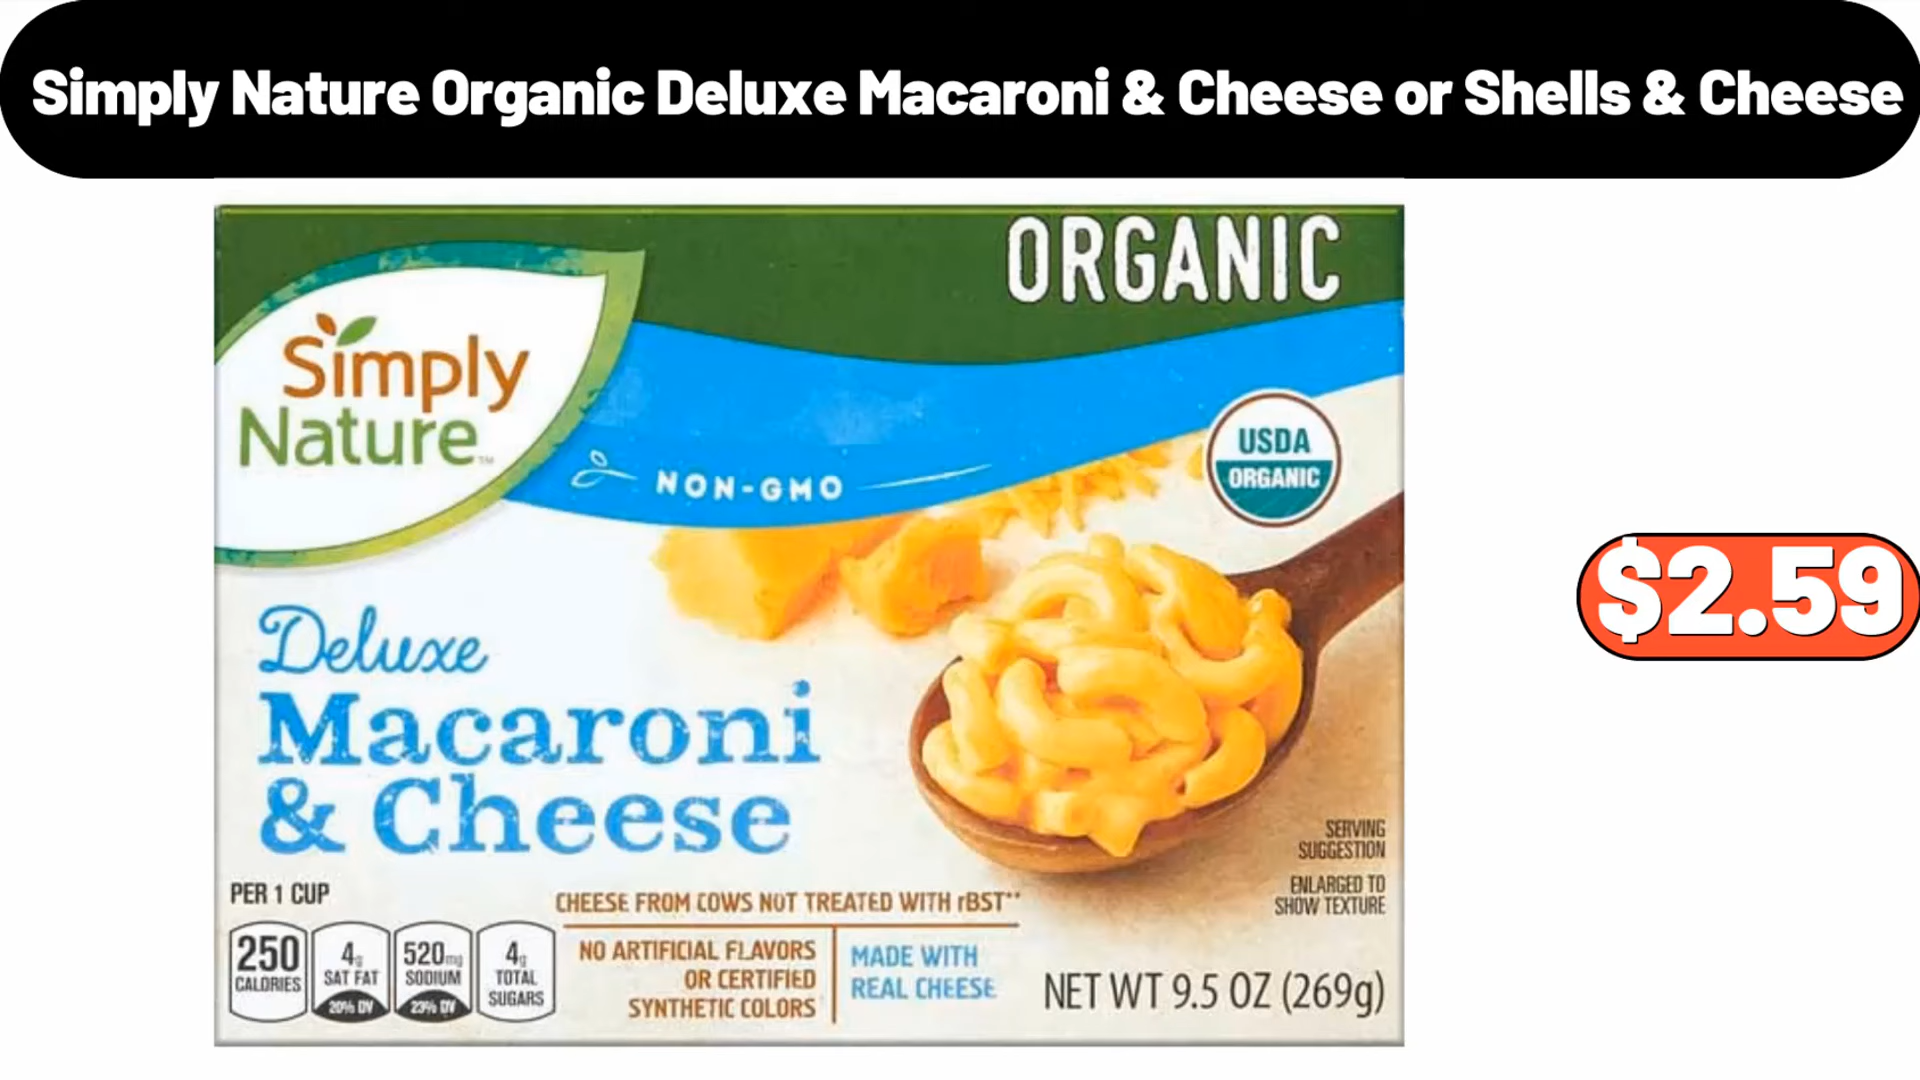 Simply Nature Organic Deluxe Macaroni & Cheese or Shells & Cheese
ORGANIC
Simply
Nature™
NON-GMO
USDA
ORGANIC
$2.59
Deluxe
Macaroni
& Cheese
SERVING
SUGGESTION
ENLARGED TO
SHOW TEXTURE
PER 1 CUP
250
CALORIES
4g
SAT FAT
20% DV
520mg
SODIUM
23% DV
4g
TOTAL
SUGARS
CHEESE FROM COWS NOT TREATED WITH rBST**
NO ARTIFICIAL FLAVORS
OR CERTIFIED
SYNTHETIC COLORS
MADE WITH
REAL CHEESE
NET WT 9.5 OZ (269g)